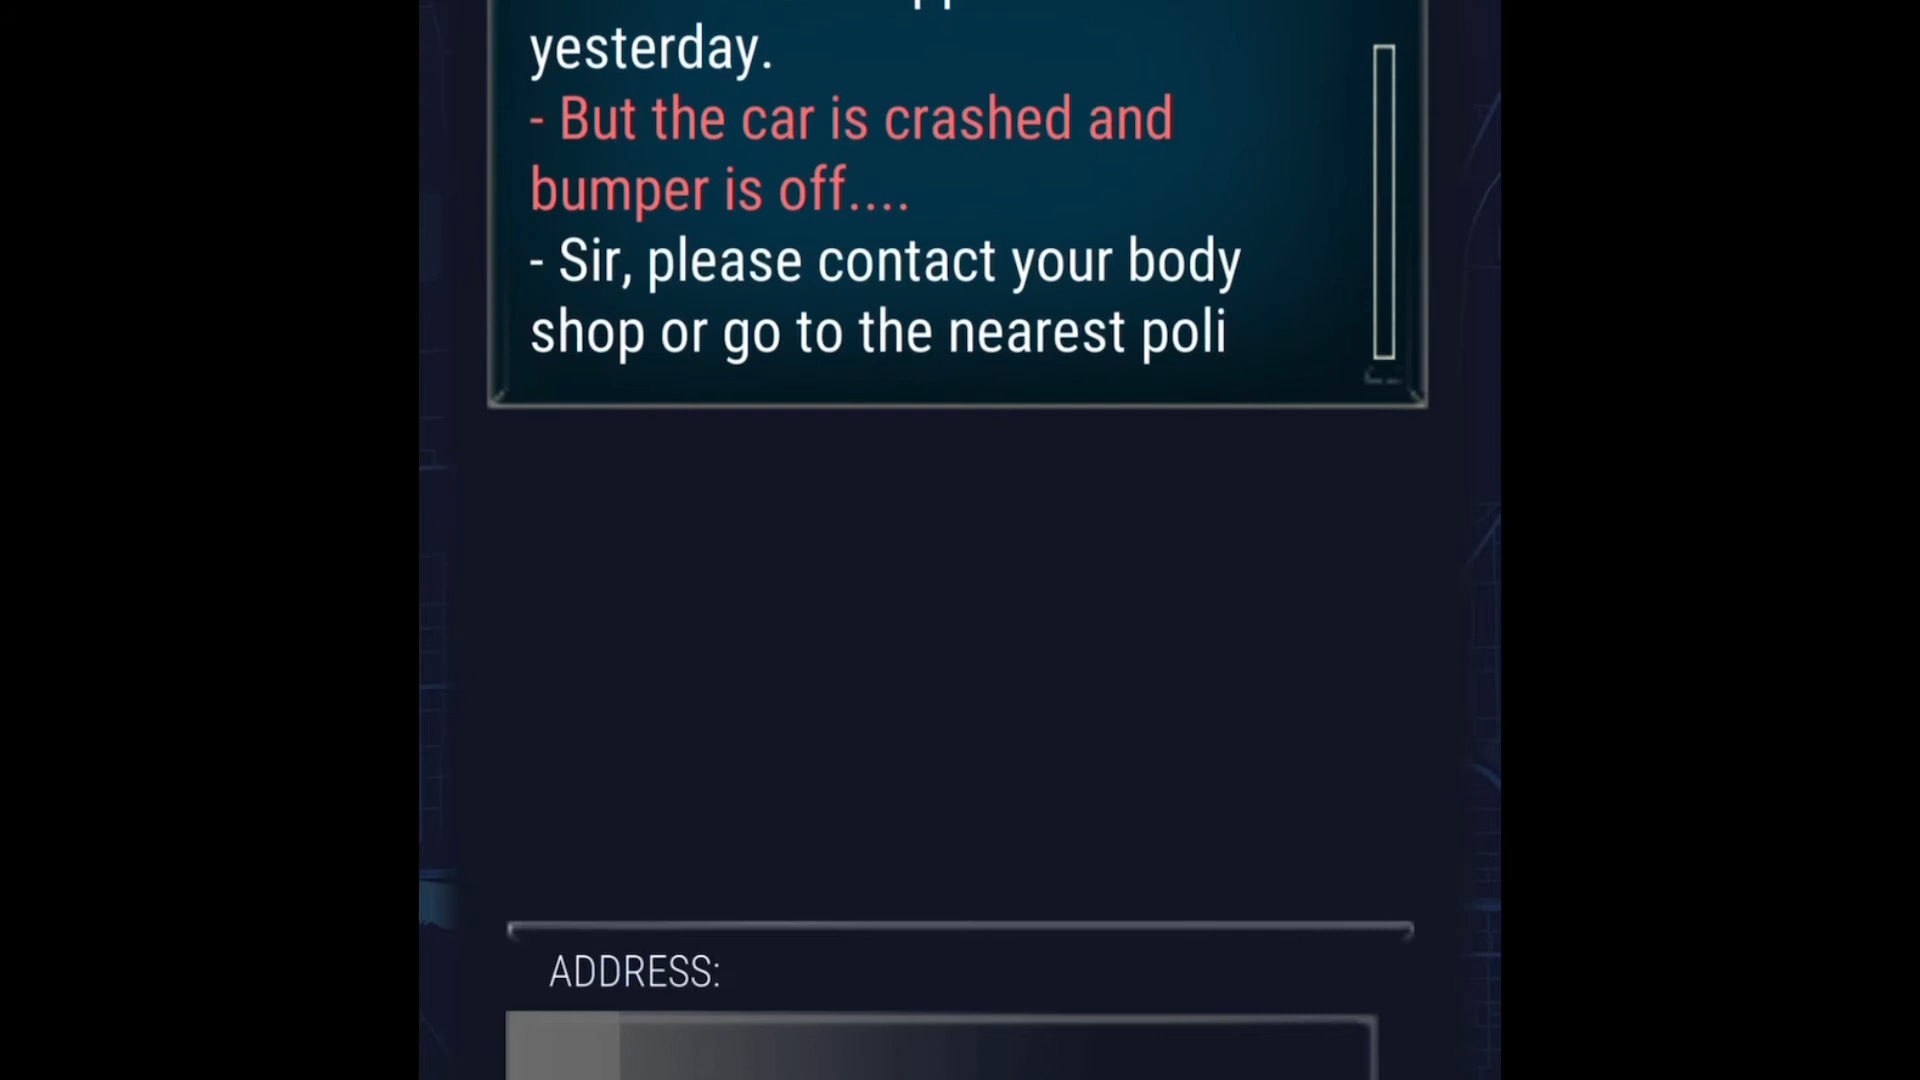 yesterday.
- But the car is crashed and
bumper is off....
- Sir, please contact your body
shop or go to the nearest poli
ADDRESS: